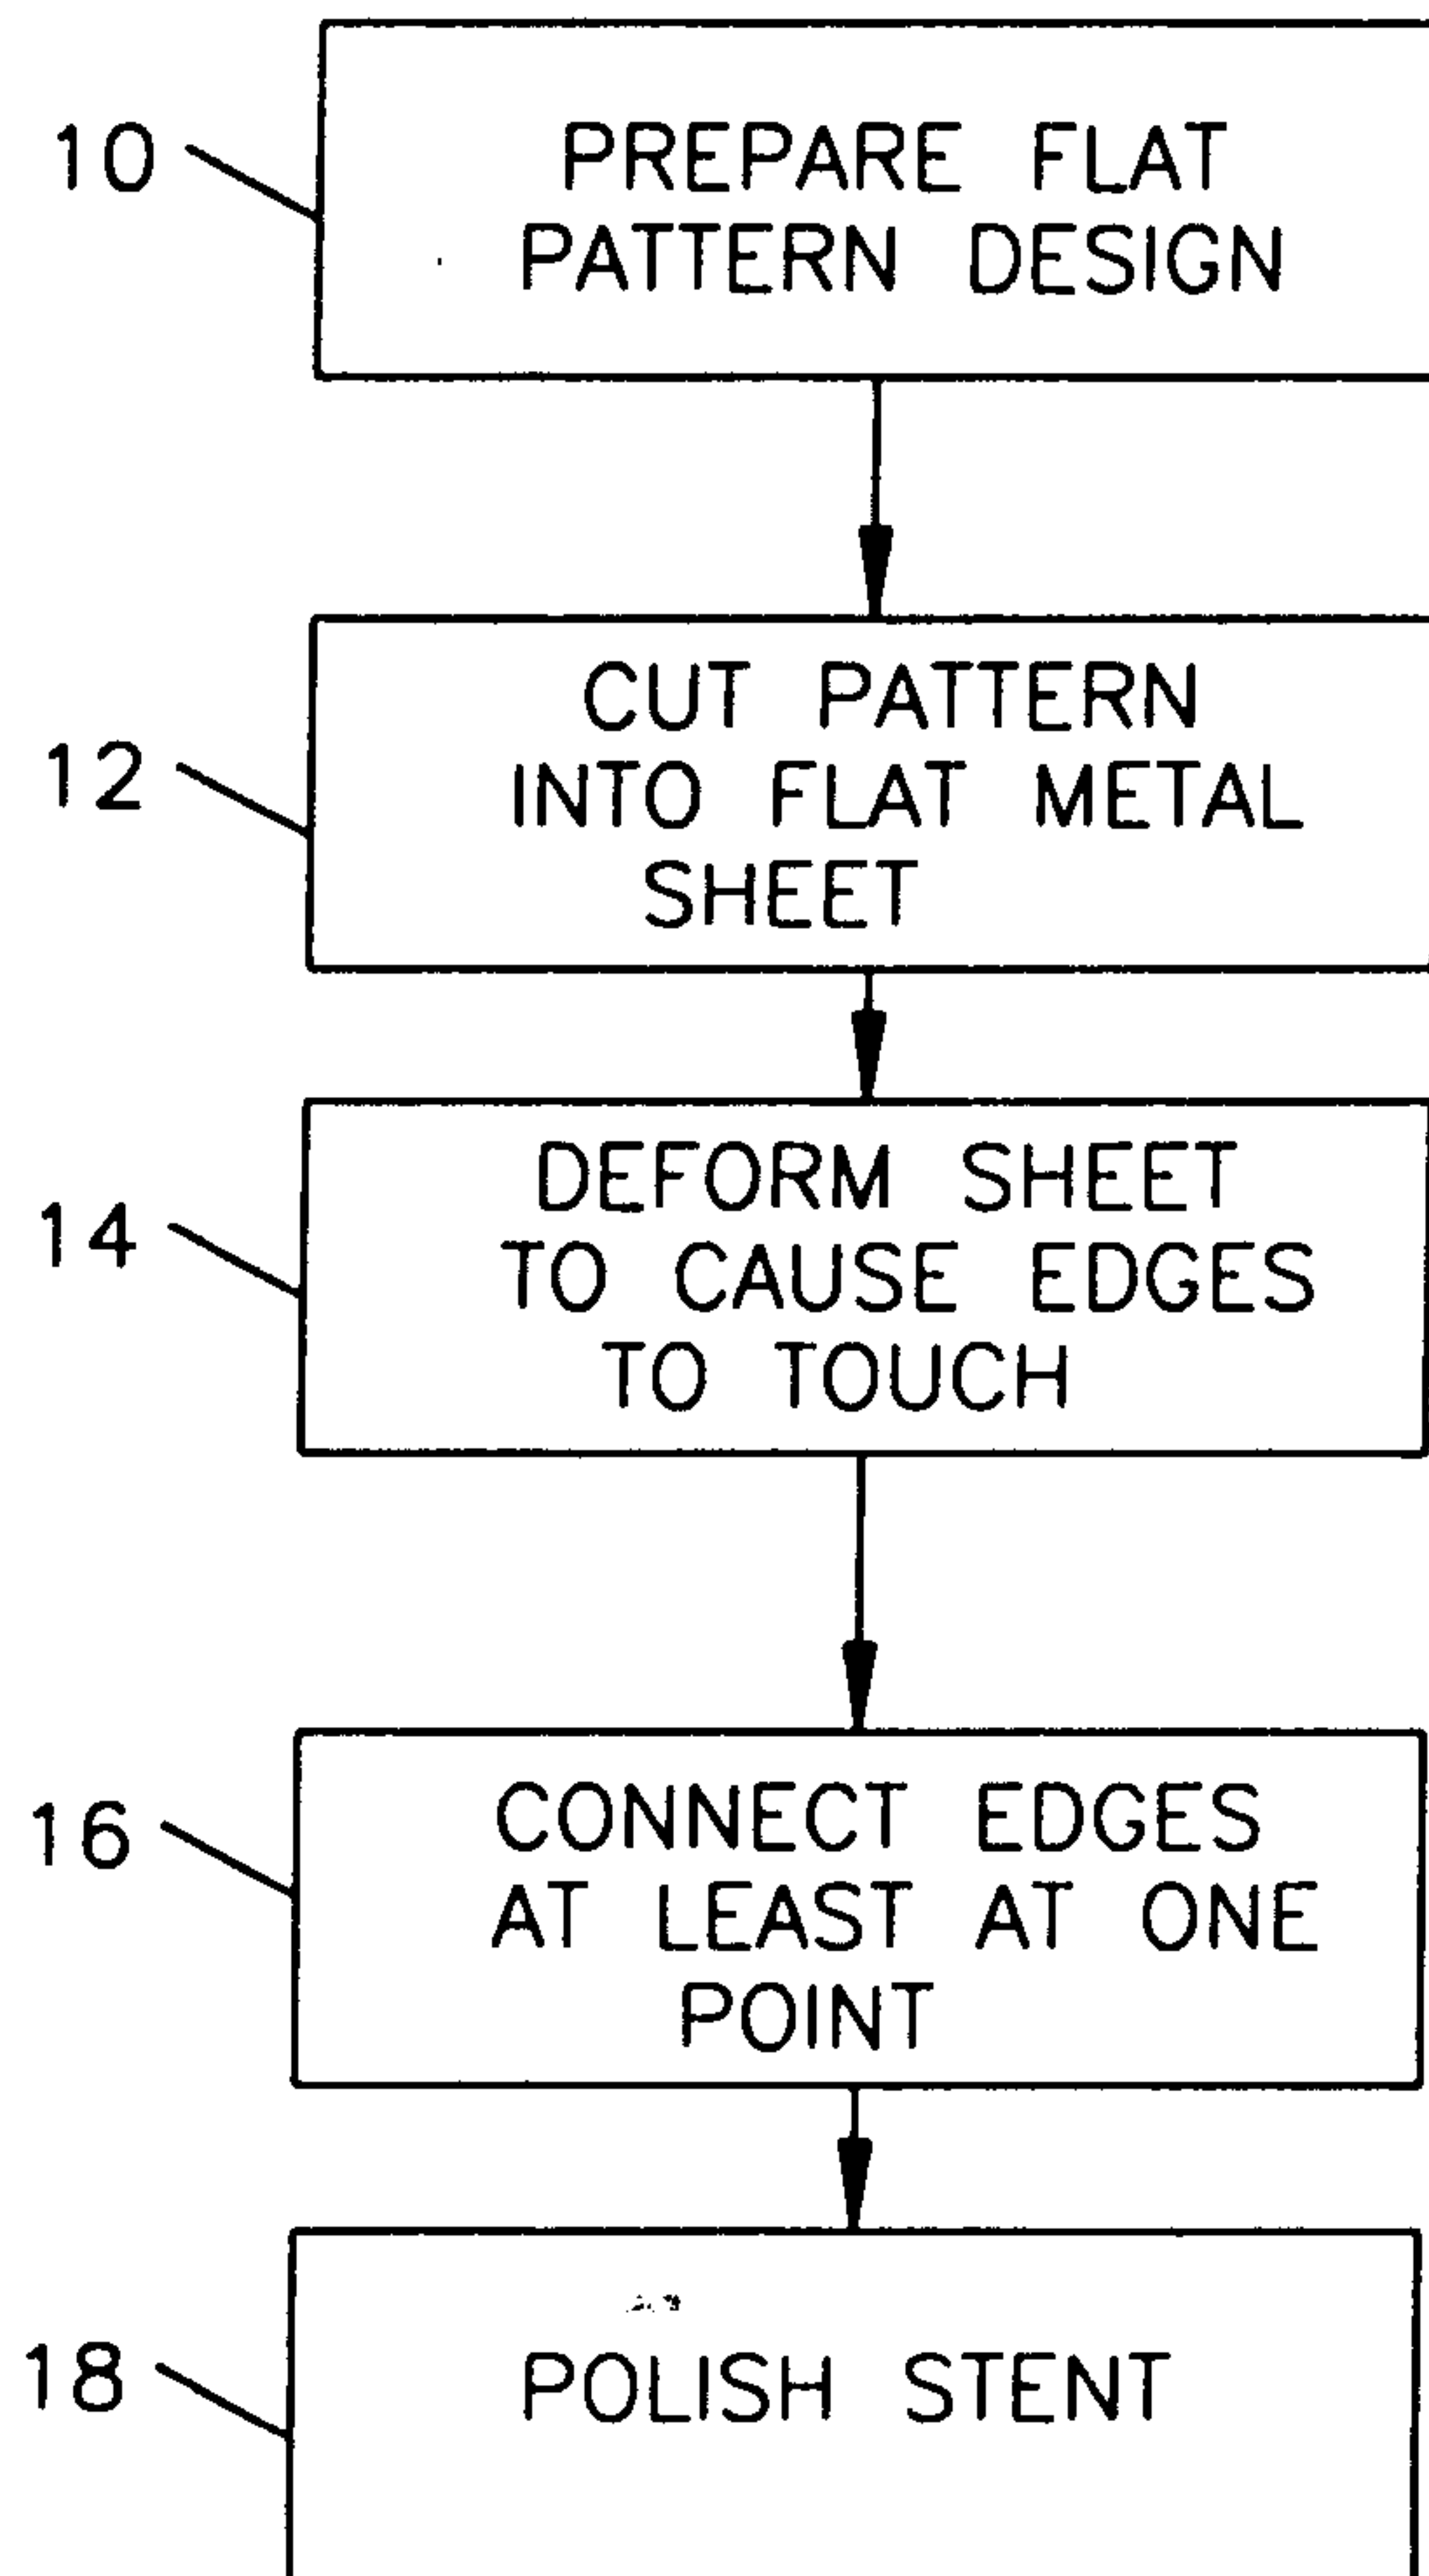 10
PREPARE FLAT
PATTERN DESIGN
12
CUT PATTERN
INTO FLAT METAL
SHEET
14
DEFORM SHEET
TO CAUSE EDGES
TO TOUCH
16
CONNECT EDGES
AT LEAST AT ONE
POINT
18
POLISH STENT